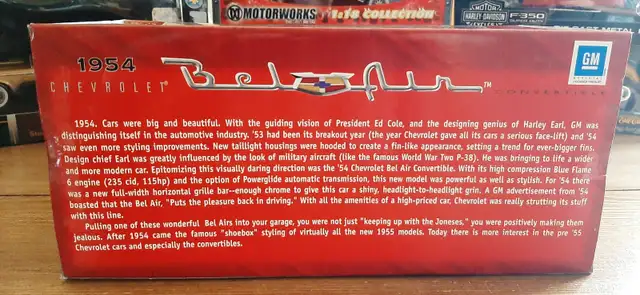 MOTORWORKS 1:18 COLLECTION
MOTOR
HARLEY-DAVIDSON
F-350
1954
CHEVROLET®
Bel Air™
CONVERTIBLE
GM
1954. Cars were big and beautiful. With the guiding vision of President Ed Cole, and the designing genius of Harley Earl, GM was
distinguishing itself in the automotive industry. '53 had been its breakout year (the year Chevrolet gave all its cars a serious face-lift) and '54
saw even more styling improvements. New taillight housings were hooded to create a fin-like appearance, setting a trend for ever-bigger fins.
Design chief Earl was greatly influenced by the look of military aircraft (like the famous World War Two P-38). He was bringing to life a wider
and more modern car. Epitomizing this visually daring direction was the '54 Chevrolet Bel Air Convertible. With its high compression Blue Flame
6 engine (235 cid, 115hp) and the option of Powerglide automatic transmission, this new model was powerful as well as stylish. For '54 there
was a new full-width horizontal grille bar--enough chrome to give this car a shiny, headlight-to-headlight grin. A GM advertisement from '54
boasted that the Bel Air, "Puts the pleasure back in driving." With all the amenities of a high-priced car, Chevrolet was really strutting its stuff
with this line.
Pulling one of these wonderful Bel Airs into your garage, you were not just "keeping up with the Joneses," you were positively making them
jealous. After 1954 came the famous "shoebox" styling of virtually all the new 1955 models. Today there is more interest in the pre '55
Chevrolet cars and especially the convertibles.